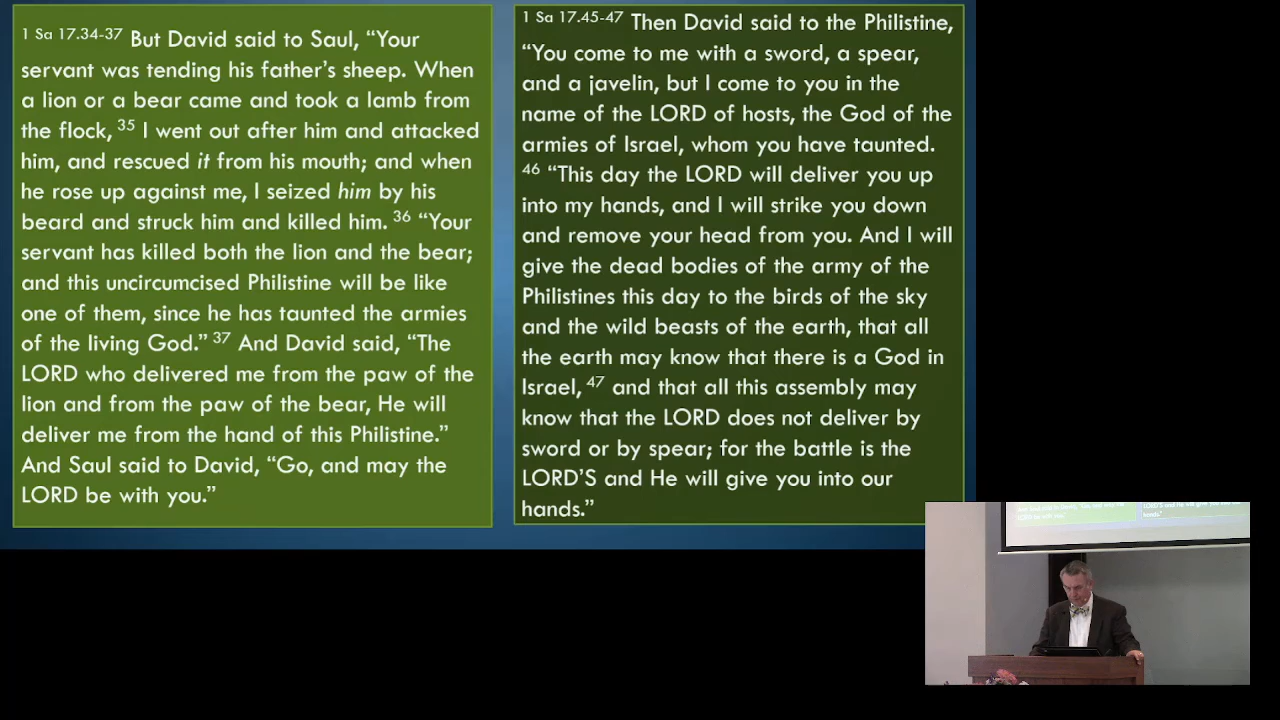 1 Sa 17.34-37 But David said to Saul, “Your
servant was tending his father’s sheep. When
a lion or a bear came and took a lamb from
the flock, 35 I went out after him and attacked
him, and rescued it from his mouth; and when
he rose up against me, I seized him by his
beard and struck him and killed him. 36 “Your
servant has killed both the lion and the bear;
and this uncircumcised Philistine will be like
one of them, since he has taunted the armies
of the living God.” 37 And David said, “The
LORD who delivered me from the paw of the
lion and from the paw of the bear, He will
deliver me from the hand of this Philistine.”
And Saul said to David, “Go, and may the
LORD be with you.”
1 Sa 17.45-47 Then David said to the Philistine,
“You come to me with a sword, a spear,
and a javelin, but I come to you in the
name of the LORD of hosts, the God of the
armies of Israel, whom you have taunted.
46 “This day the LORD will deliver you up
into my hands, and I will strike you down
and remove your head from you. And I will
give the dead bodies of the army of the
Philistines this day to the birds of the sky
and the wild beasts of the earth, that all
the earth may know that there is a God in
Israel, 47 and that all this assembly may
know that the LORD does not deliver by
sword or by spear; for the battle is the
LORD’S and He will give you into our
hands.”